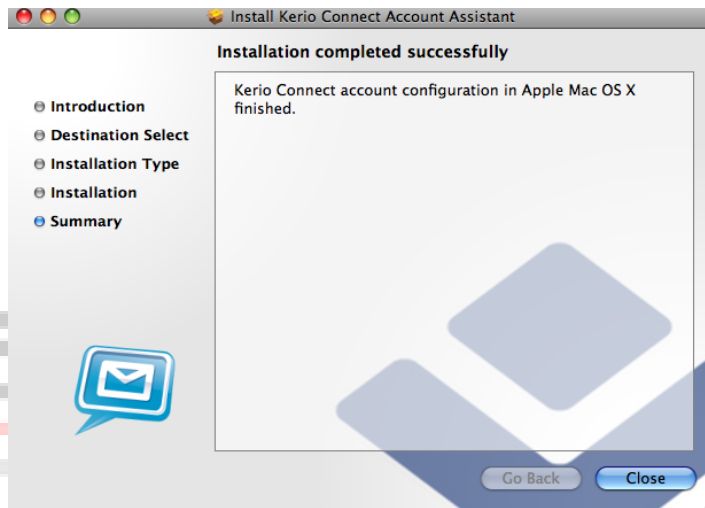 Install Kerio Connect Account Assistant
Installation completed successfully
Introduction
Destination Select
Installation Type
Installation
Summary
Kerio Connect account configuration in Apple Mac OS X
finished.
Go Back
Close